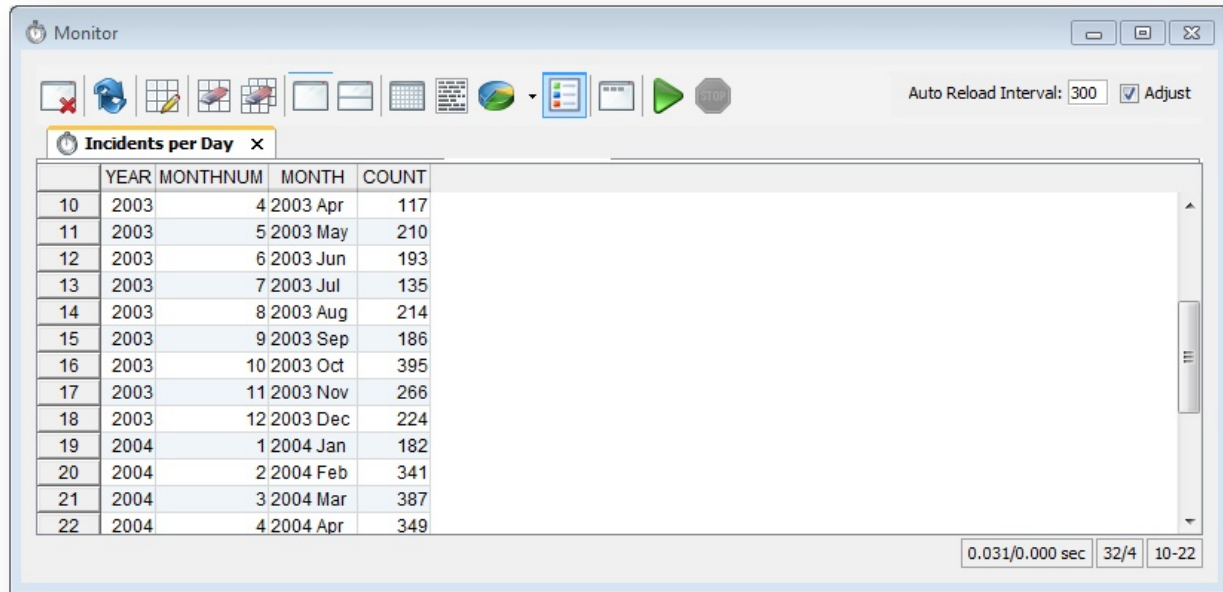 Monitor
STOP
Auto Reload Interval: 300 Adjust
Incidents per Day X
YEAR MONTHNUM MONTH COUNT
10 2003 4 2003 Apr 117
11 2003 5 2003 May 210
12 2003 6 2003 Jun 193
13 2003 7 2003 Jul 135
14 2003 8 2003 Aug 214
15 2003 9 2003 Sep 186
16 2003 10 2003 Oct 395
17 2003 11 2003 Nov 266
18 2003 12 2003 Dec 224
19 2004 1 2004 Jan 182
20 2004 2 2004 Feb 341
21 2004 3 2004 Mar 387
22 2004 4 2004 Apr 349
0.031/0.000 sec 32/4 10-22